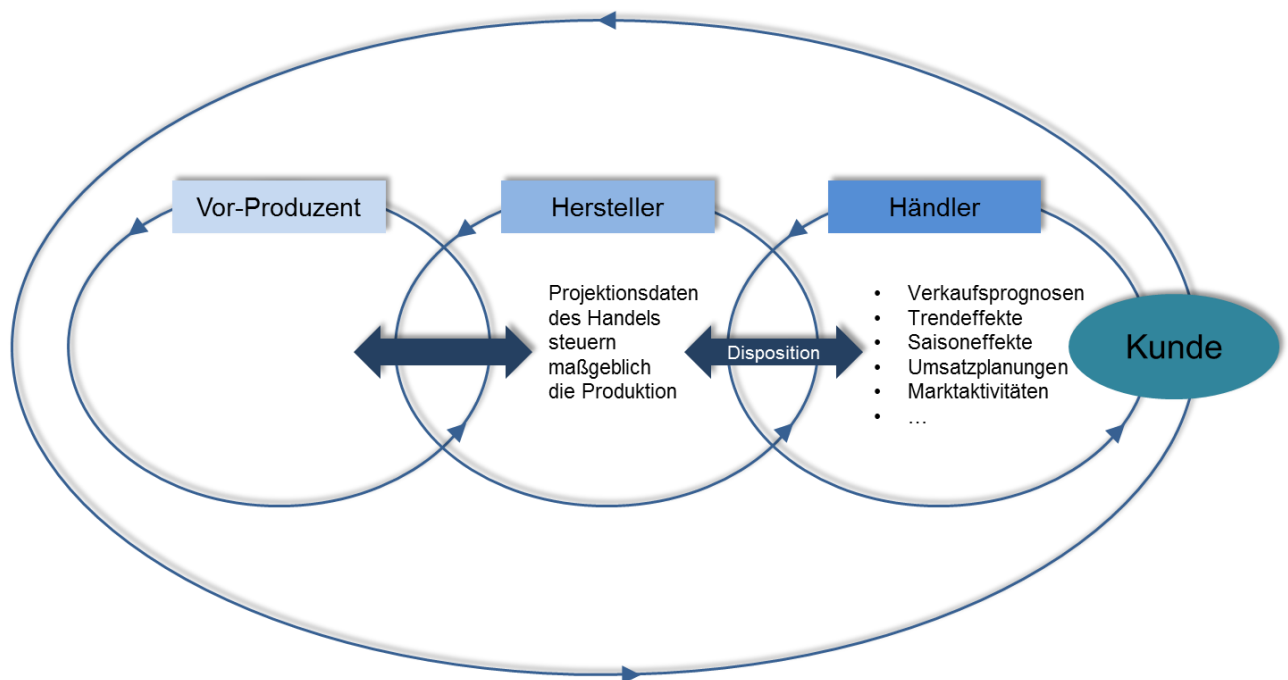 Vor-Produzent
Hersteller
Händler
Projektionsdaten
des Handels
steuern
maßgeblich
die Produktion
Disposition
• Verkaufsprognosen
• Trendeffekte
• Saisoneffekte
• Umsatzplanungen
• Marktaktivitäten
• …
Kunde